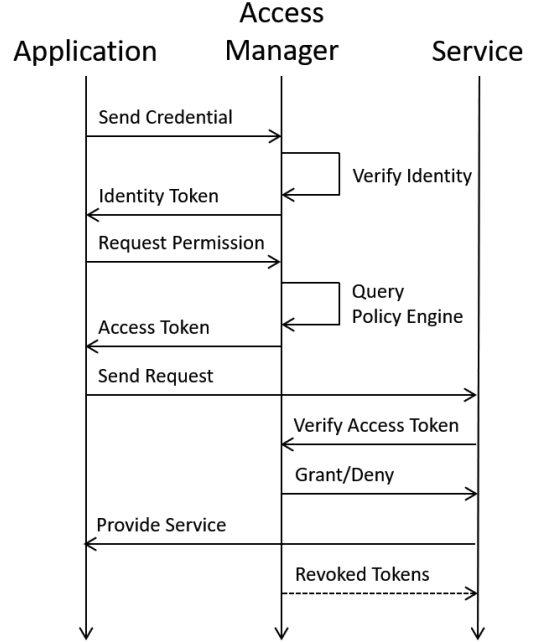 Application
Access
Manager
Service
Send Credential
Verify Identity
Identity Token
Request Permission
Query
Policy Engine
Access Token
Send Request
Verify Access Token
Grant/Deny
Provide Service
Revoked Tokens